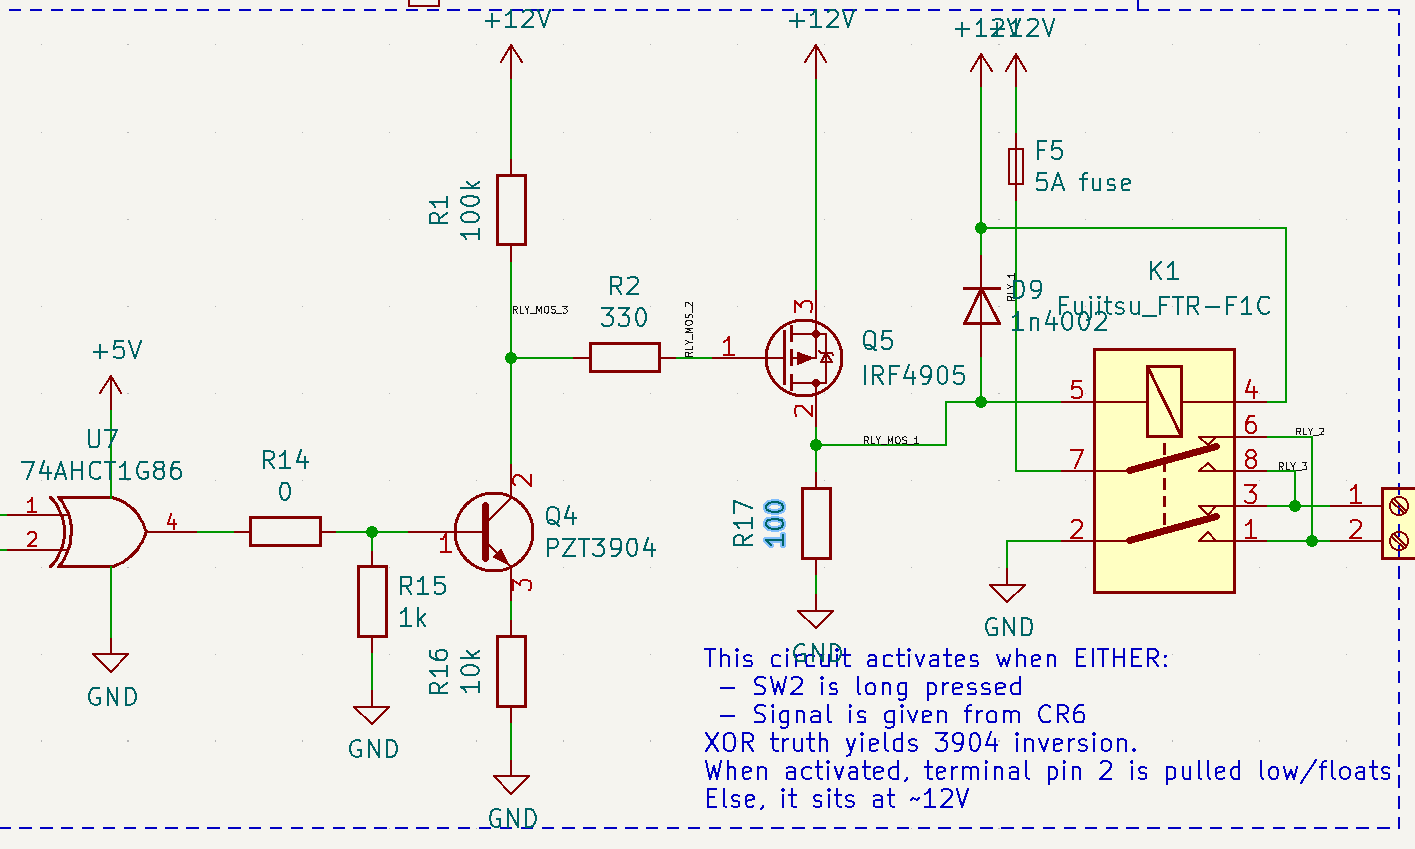 +12V
+12V
+12V
+12V
F5
5A fuse
R1
100k
K1
Fujitsu_FTR-F1C
R2
330
RLY_MOS_3
RLY_MOS_2
RLY_1
D9
1n4002
3
1
Q5
IRF4905
2
+5V
5
4
6
RLY_2
RLY_MOS_1
7
8
RLY_3
U7
74AHCT1G86
R14
0
2
R17
100
3
1
1
2
4
1
Q4
PZT3904
2
1
2
3
R15
1k
R16
10k
GND
GND
GND
GND
GND
This circuit activates when EITHER:
– SW2 is long pressed
– Signal is given from CR6
XOR truth yields 3904 inversion.
When activated, terminal pin 2 is pulled low/floats
Else, it sits at ~12V